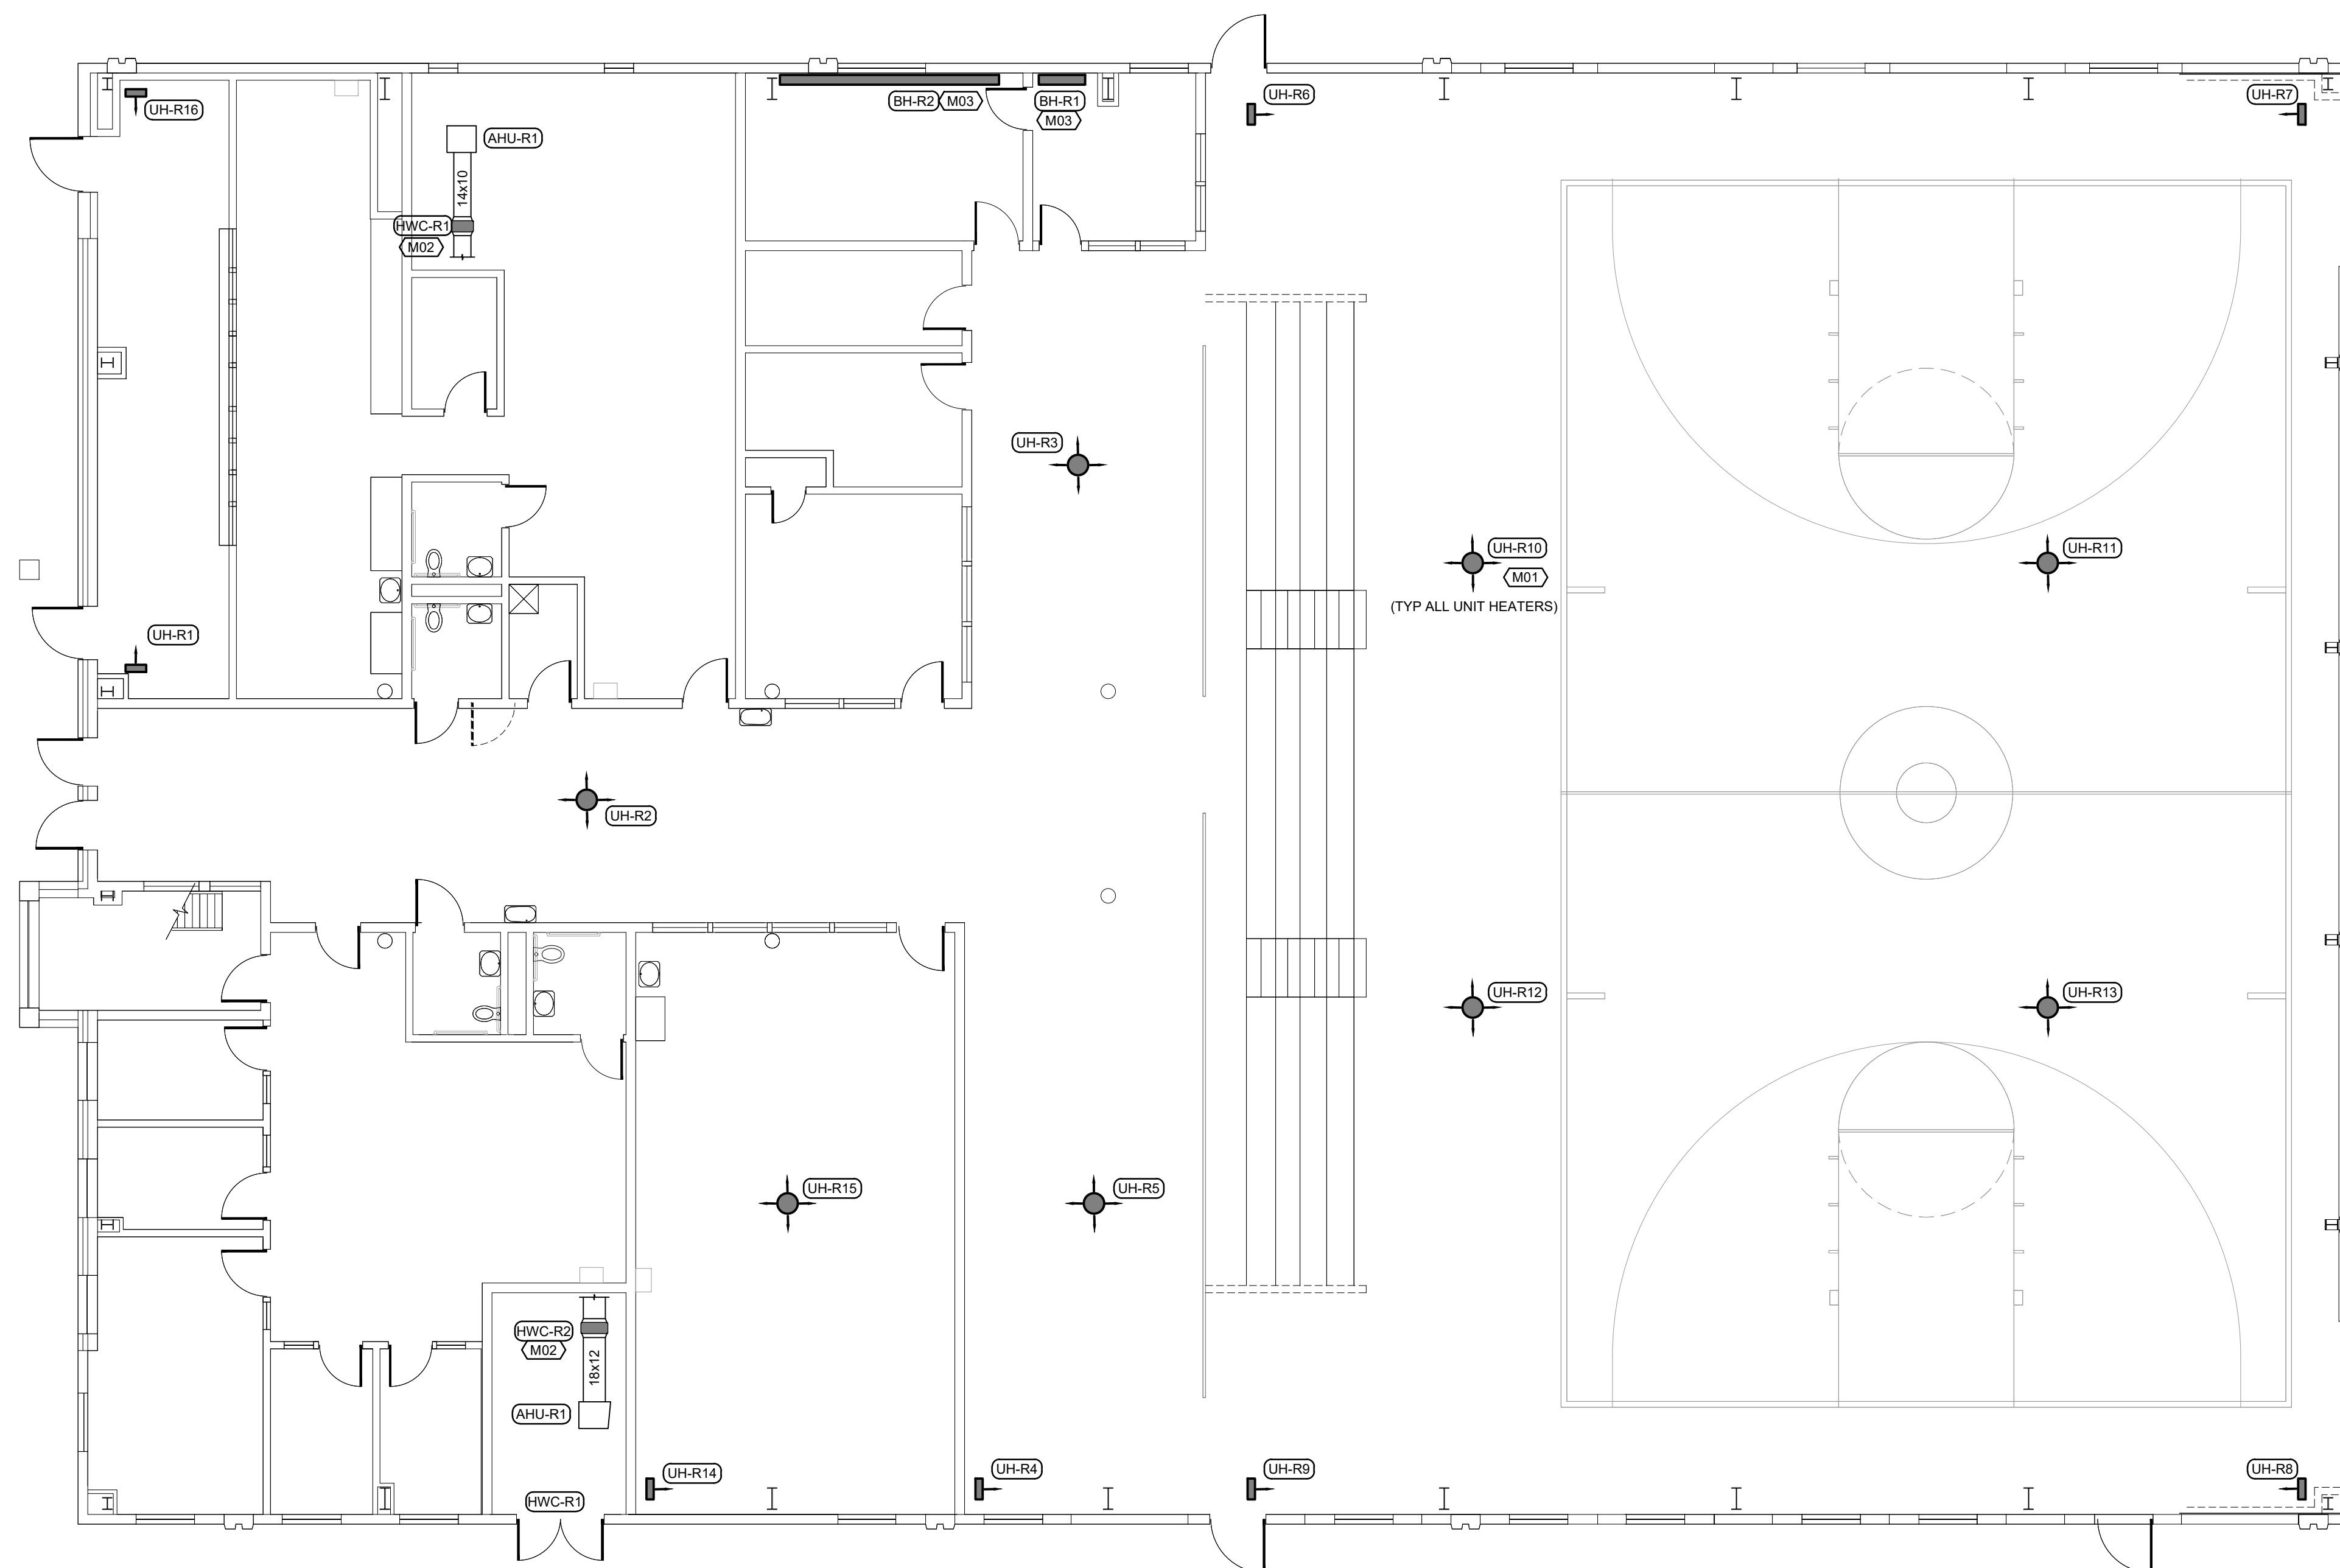 UH-R6
UH-R7
BH-R2
M03
BH-R1
M03
UH-R16
AHU-R1
14x10
HWC-R1
M02
UH-R3
UH-R10
M01
(TYP ALL UNIT HEATERS)
UH-R11
UH-R1
UH-R2
UH-R12
UH-R13
UH-R15
UH-R5
HWC-R2
M02
18x12
AHU-R1
UH-R14
UH-R4
UH-R9
UH-R8
HWC-R1